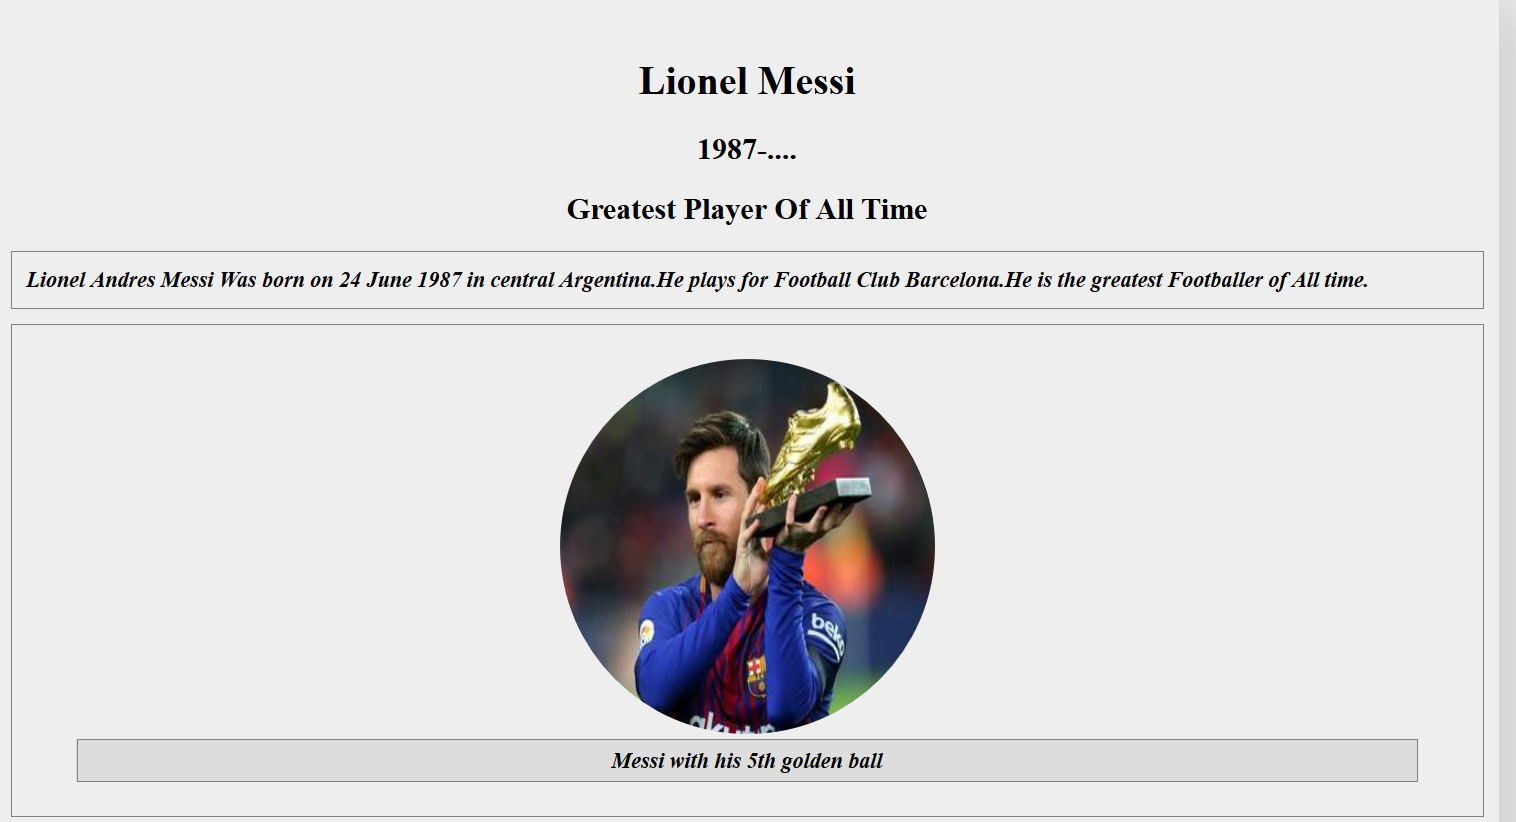 Lionel Messi
1987-....
Greatest Player Of All Time
Lionel Andres Messi Was born on 24 June 1987 in central Argentina.He plays for Football Club Barcelona.He is the greatest Footballer of All time.
beko
Messi with his 5th golden ball